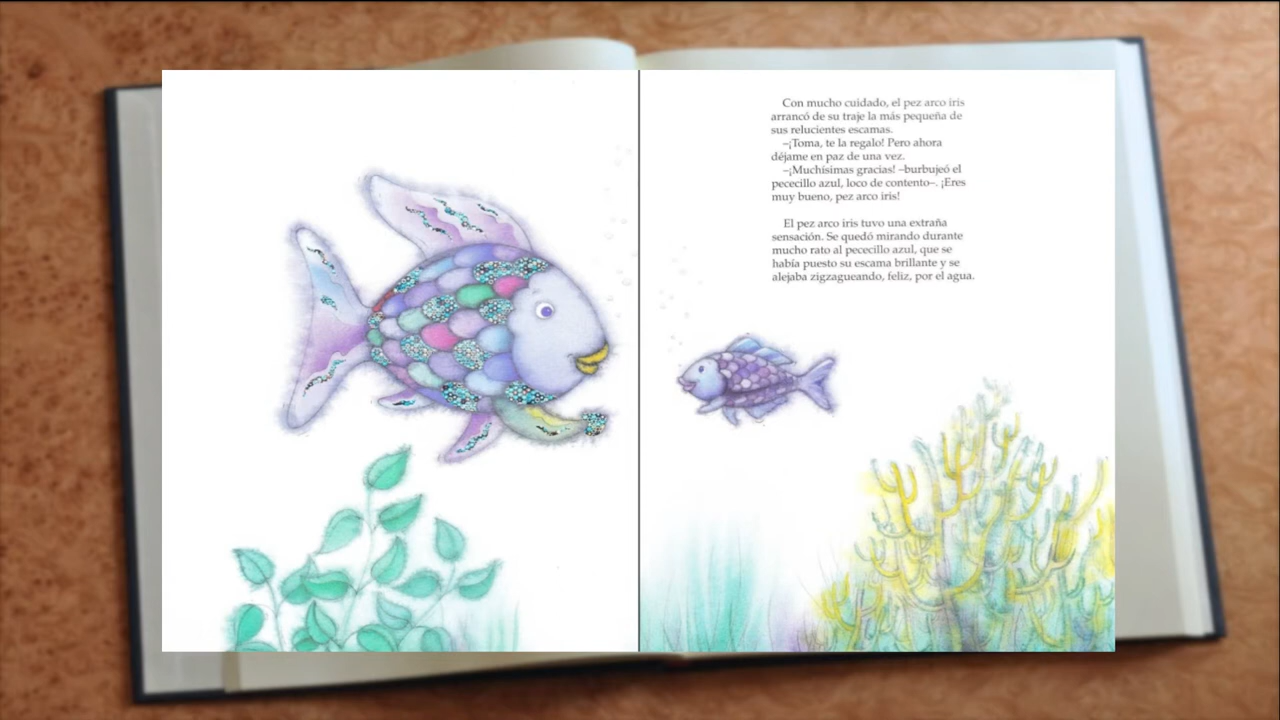 Con mucho cuidado, el pez arco iris
arrancó de su traje la más pequeña de
sus relucientes escamas.
–¡Toma, te la regalo! Pero ahora
déjame en paz de una vez.
–¡Muchísimas gracias! –burbujeó el
pececillo azul, loco de contento–. ¡Eres
muy bueno, pez arco iris!
El pez arco iris tuvo una extraña
sensación. Se quedó mirando durante
mucho rato al pececillo azul, que se
había puesto su escama brillante y se
alejaba zigzagueando, feliz, por el agua.